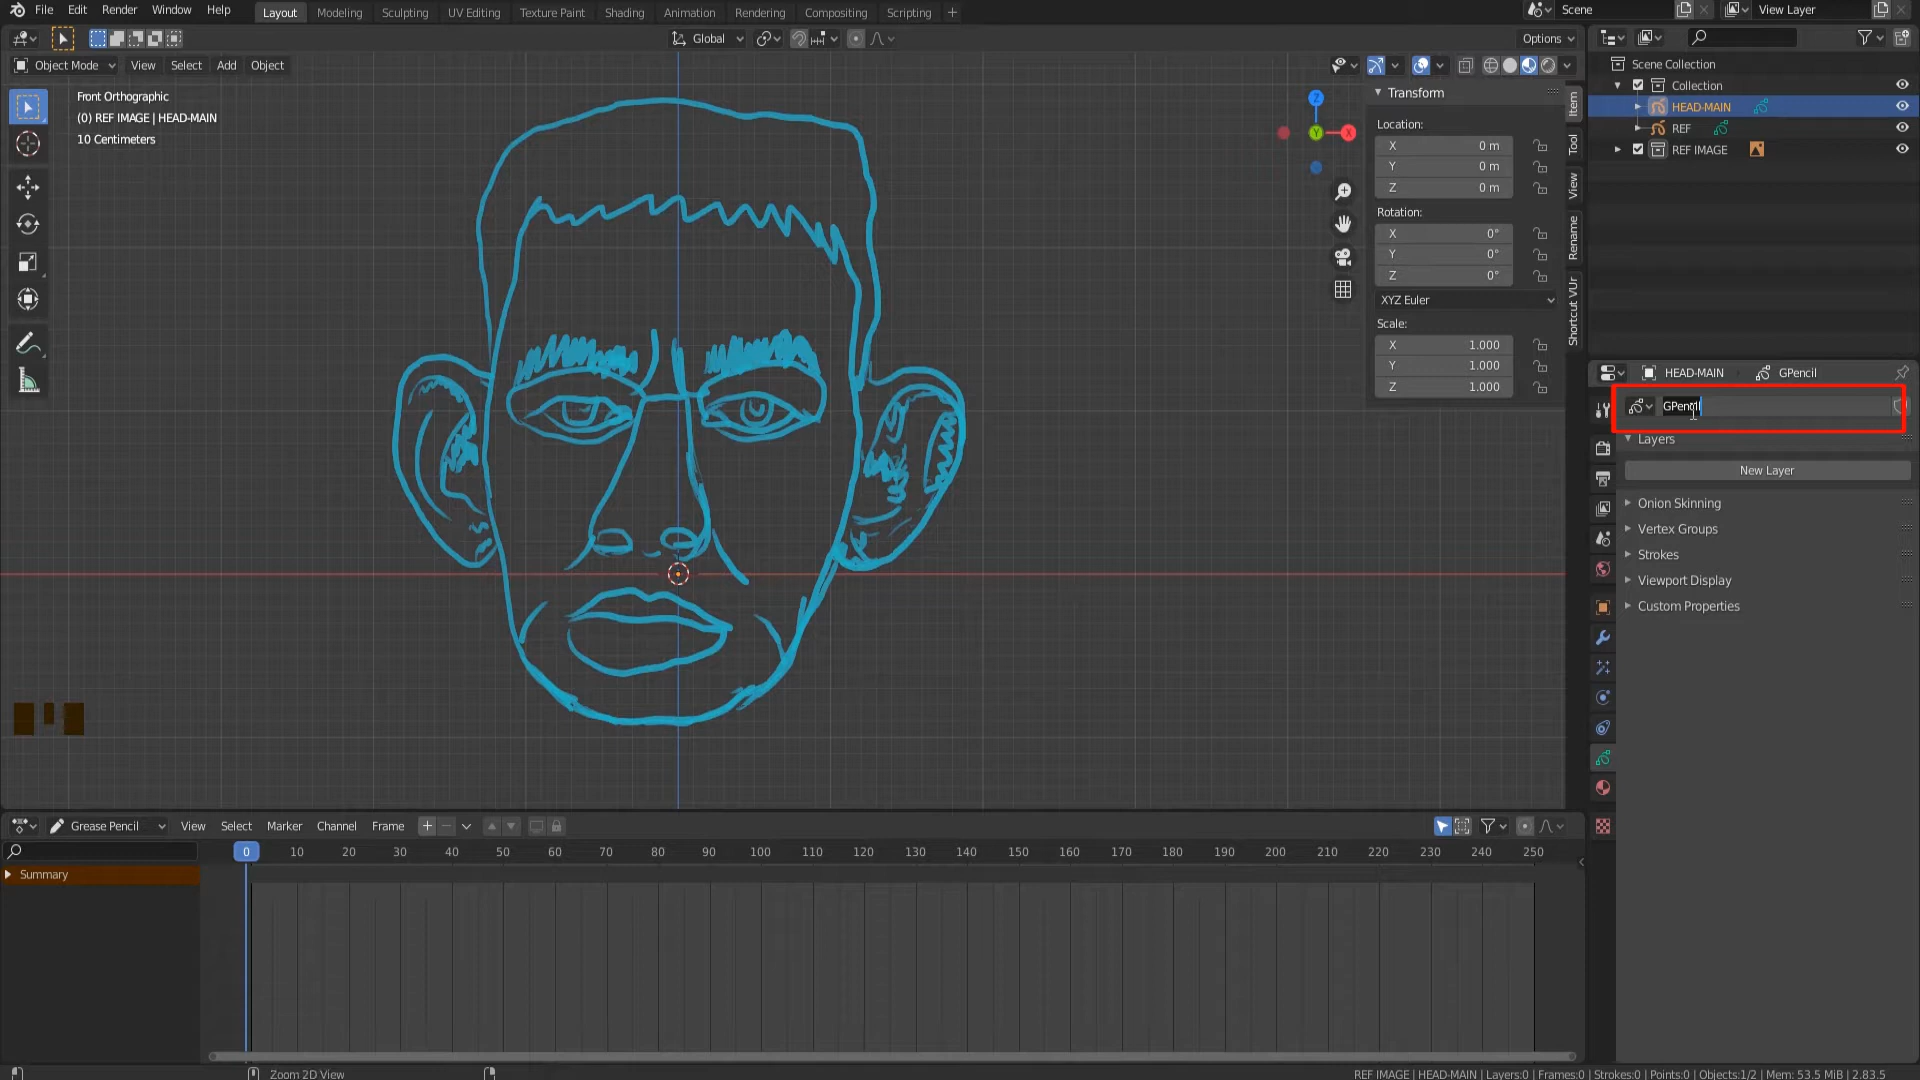 File Edit Render Window Help Layout Modeling Sculpting UV Editing Texture Paint Shading Animation Rendering Compositing Scripting + Scene View Layer
Global Options
Object Mode View Select Add Object
Front Orthographic
(0) REF IMAGE | HEAD-MAIN
10 Centimeters
Z
Y
X
Transform
Location:
X 0 m
Y 0 m
Z 0 m
Rotation:
X 0°
Y 0°
Z 0°
XYZ Euler
Scale:
X 1.000
Y 1.000
Z 1.000
Item
Tool
View
Rename
Shortcut VUr
Scene Collection
Collection
HEAD-MAIN
REF
REF IMAGE
HEAD-MAIN GPencil
GPencil
Layers
New Layer
Onion Skinning
Vertex Groups
Strokes
Viewport Display
Custom Properties
Grease Pencil View Select Marker Channel Frame
0 10 20 30 40 50 60 70 80 90 100 110 120 130 140 150 160 170 180 190 200 210 220 230 240 250
Summary
Zoom 2D View
REF IMAGE | HEAD-MAIN | Layers:0 | Frames:0 | Strokes:0 | Points:0 | Objects:1/2 | Mem: 53.5 MiB | 2.83.5